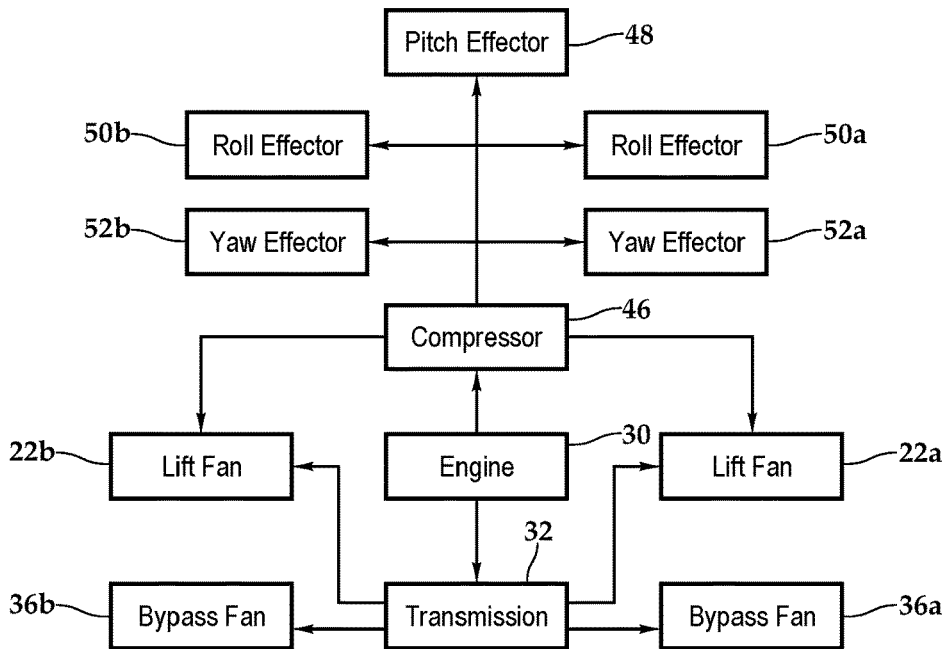 Pitch Effector 48
50b Roll Effector Roll Effector 50a
52b Yaw Effector Yaw Effector 52a
Compressor 46
22b Lift Fan Engine 30 Lift Fan 22a
32
36b Bypass Fan Transmission Bypass Fan 36a